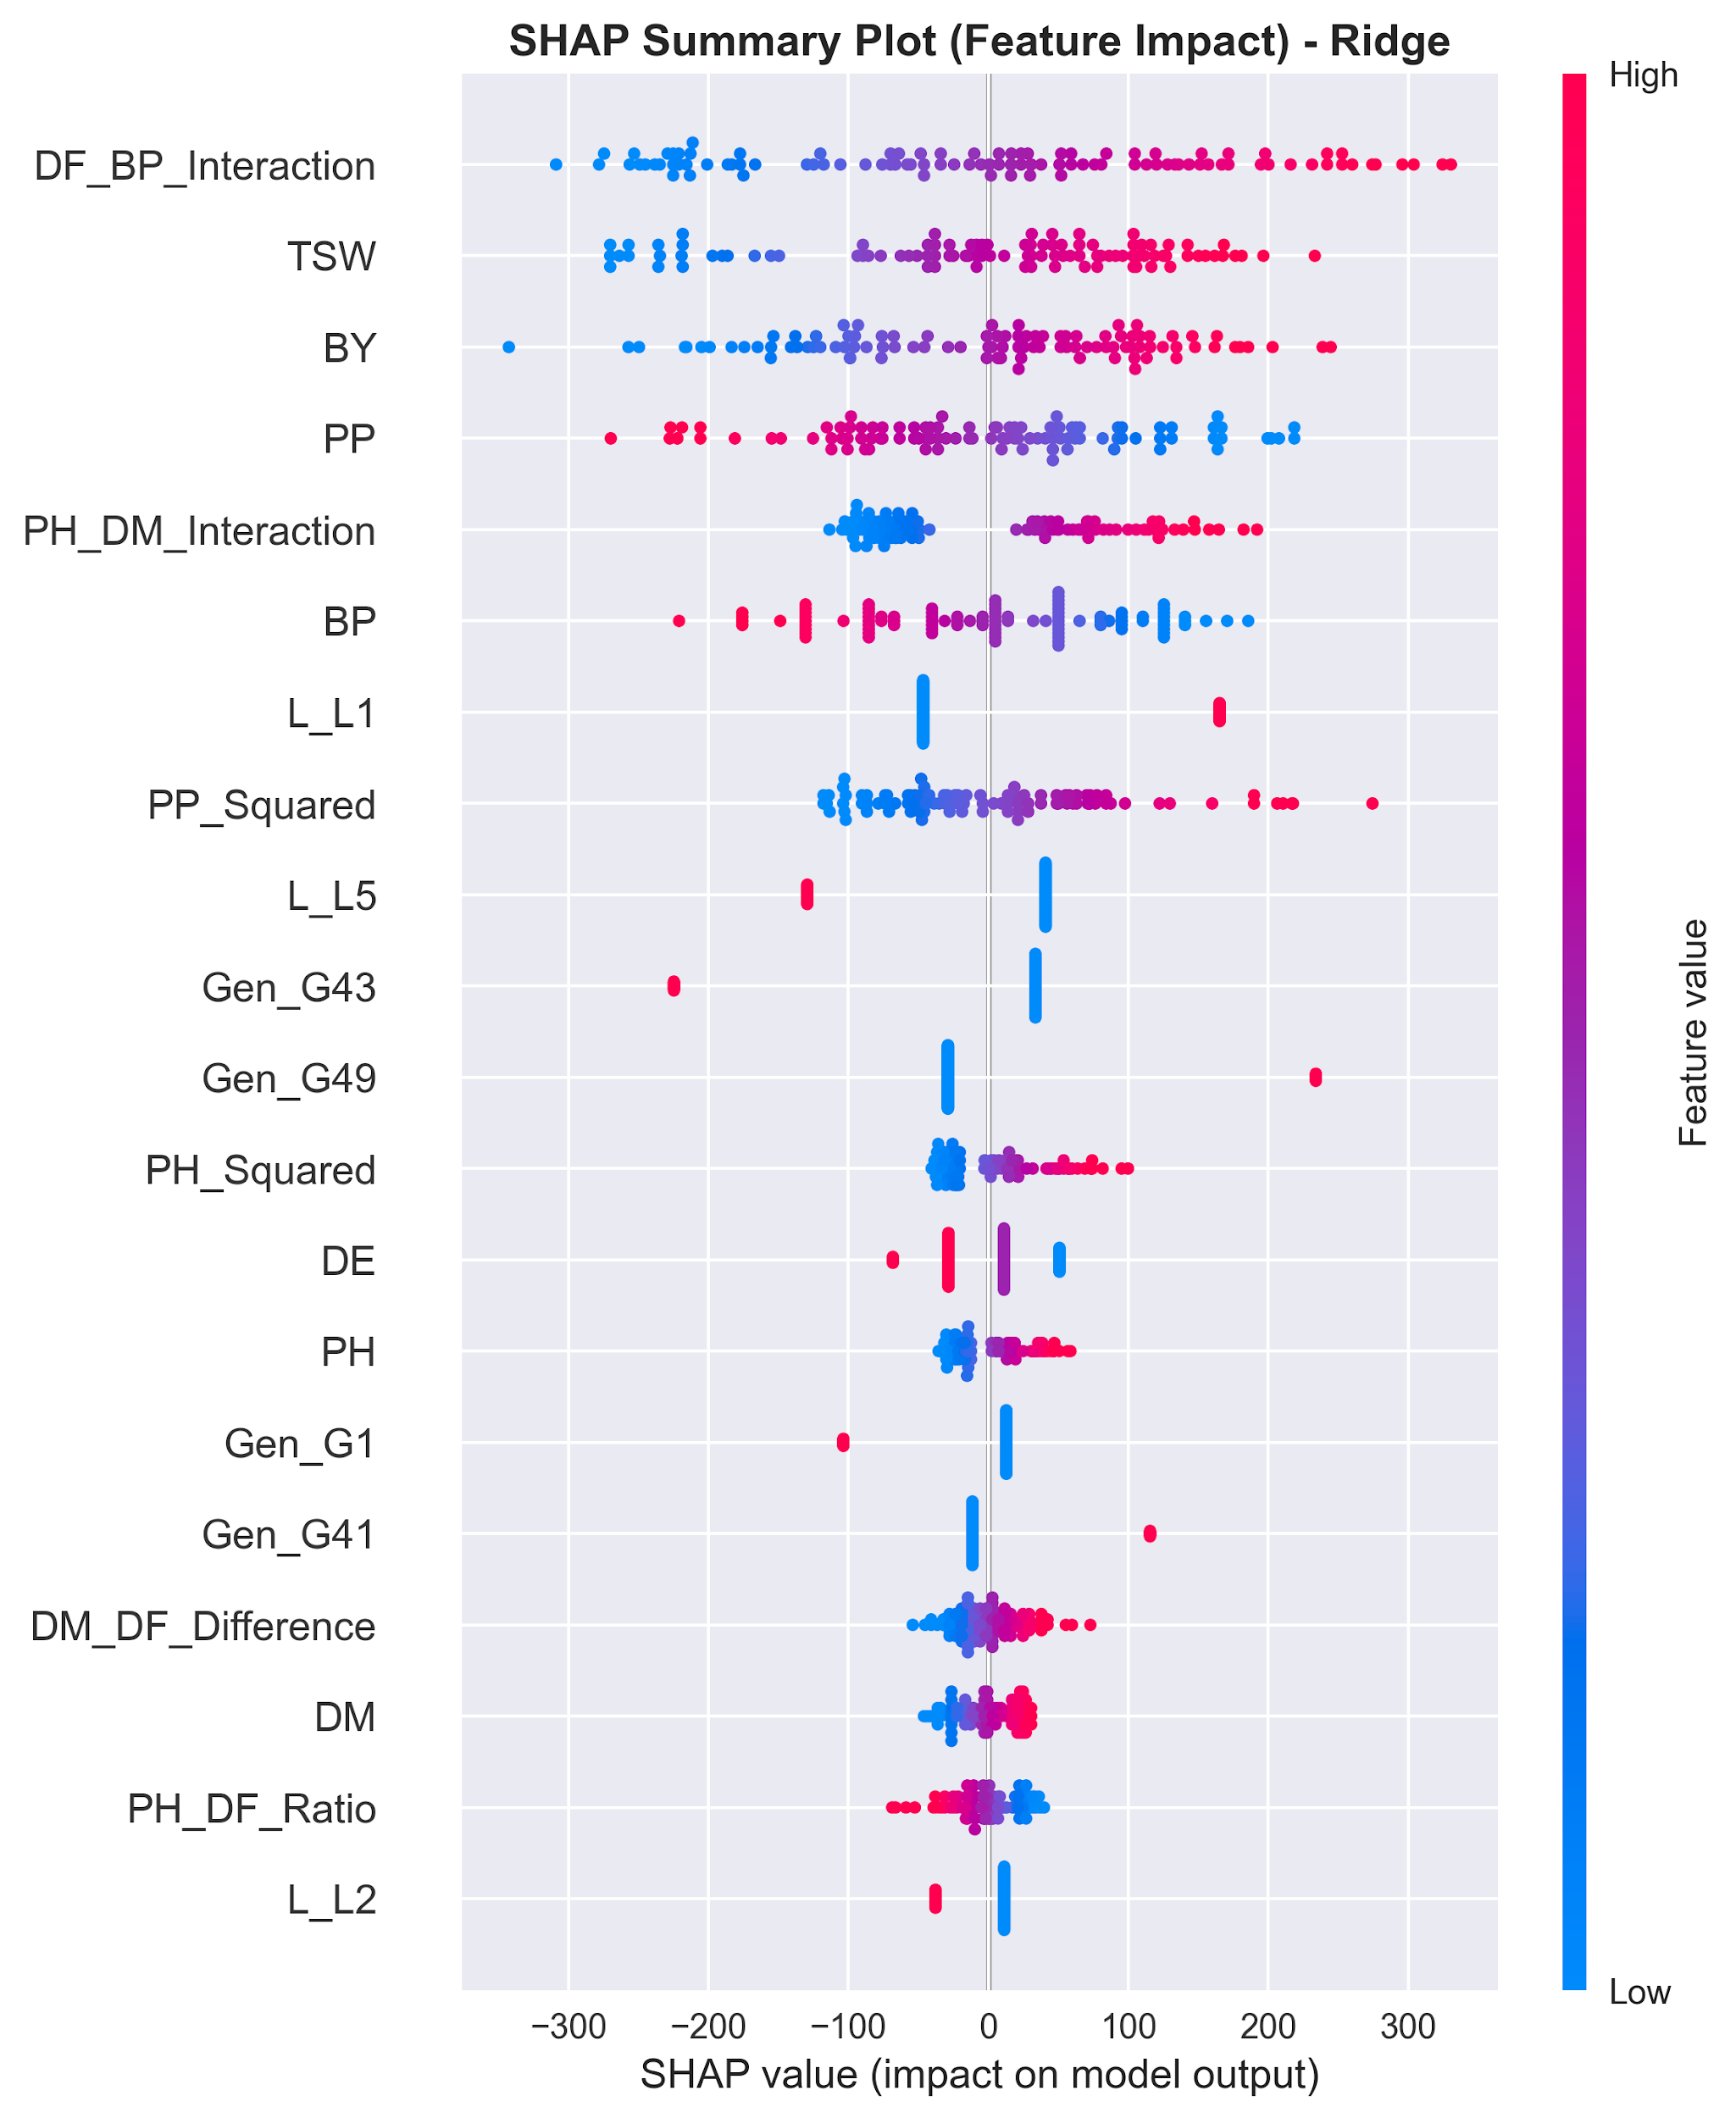 SHAP Summary Plot (Feature Impact) - Ridge
High
DF_BP_Interaction
TSW
BY
PP
PH_DM_Interaction
BP
L_L1
PP_Squared
L_L5
Gen_G43
Gen_G49
PH_Squared
DE
PH
Gen_G1
Gen_G41
DM_DF_Difference
DM
PH_DF_Ratio
L_L2
Feature value
Low
−300 −200 −100 0 100 200 300
SHAP value (impact on model output)